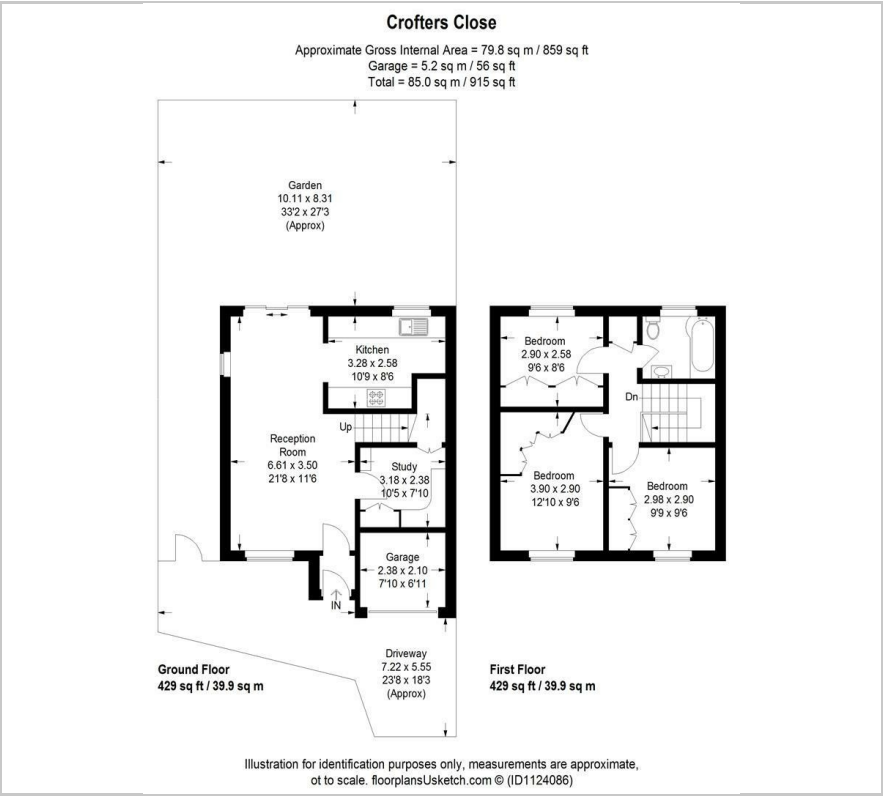 Crofters Close
Approximate Gross Internal Area = 79.8 sq m / 859 sq ft
Garage = 5.2 sq m / 56 sq ft
Total = 85.0 sq m / 915 sq ft
Garden
10.11 x 8.31
33'2 x 27'3
(Approx)
Kitchen
3.28 x 2.58
10'9 x 8'6
Up
Reception
Room
6.61 x 3.50
21'8 x 11'6
Study
3.18 x 2.38
10'5 x 7'10
Garage
2.38 x 2.10
7'10 x 6'11
IN
Driveway
7.22 x 5.55
23'8 x 18'3
(Approx)
Ground Floor
429 sq ft / 39.9 sq m
Bedroom
2.90 x 2.58
9'6 x 8'6
Dn
Bedroom
3.90 x 2.90
12'10 x 9'6
Bedroom
2.98 x 2.90
9'9 x 9'6
First Floor
429 sq ft / 39.9 sq m
Illustration for identification purposes only, measurements are approximate,
ot to scale. floorplansUsketch.com © (ID1124086)